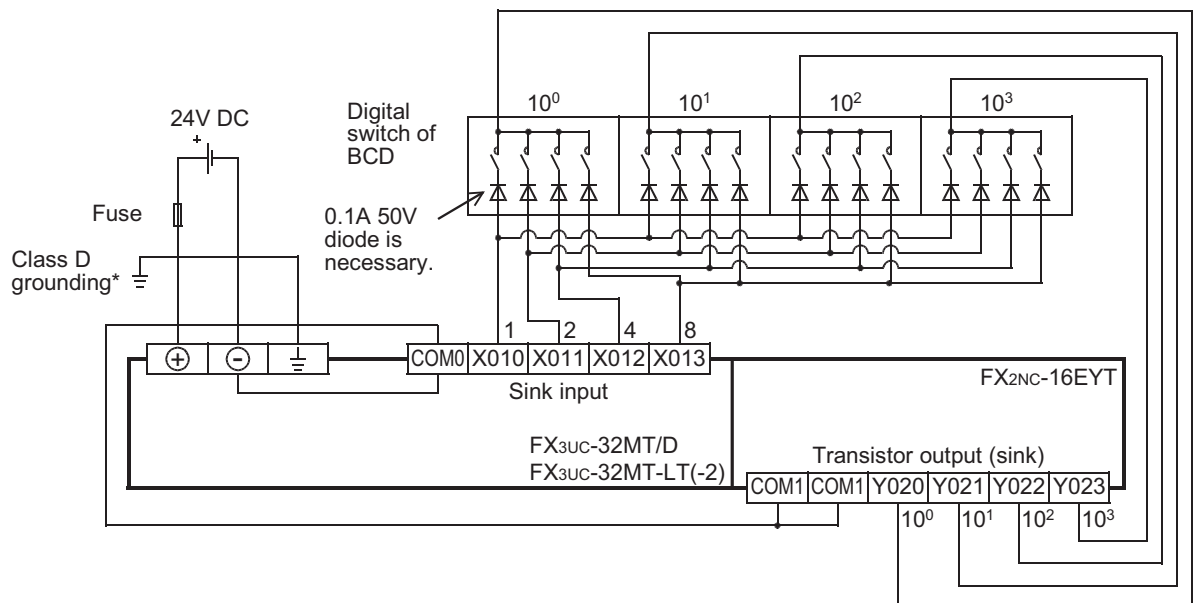 24V DC
+
Fuse
Class D
grounding*
Digital
switch of
BCD
0.1A 50V
diode is
necessary.
10⁰ 10¹ 10² 10³
1 2 4 8
COM0 X010 X011 X012 X013
Sink input
+ −
FX3UC-32MT/D
FX3UC-32MT-LT(-2)
FX2NC-16EYT
Transistor output (sink)
COM1 COM1 Y020 Y021 Y022 Y023
10⁰ 10¹ 10² 10³